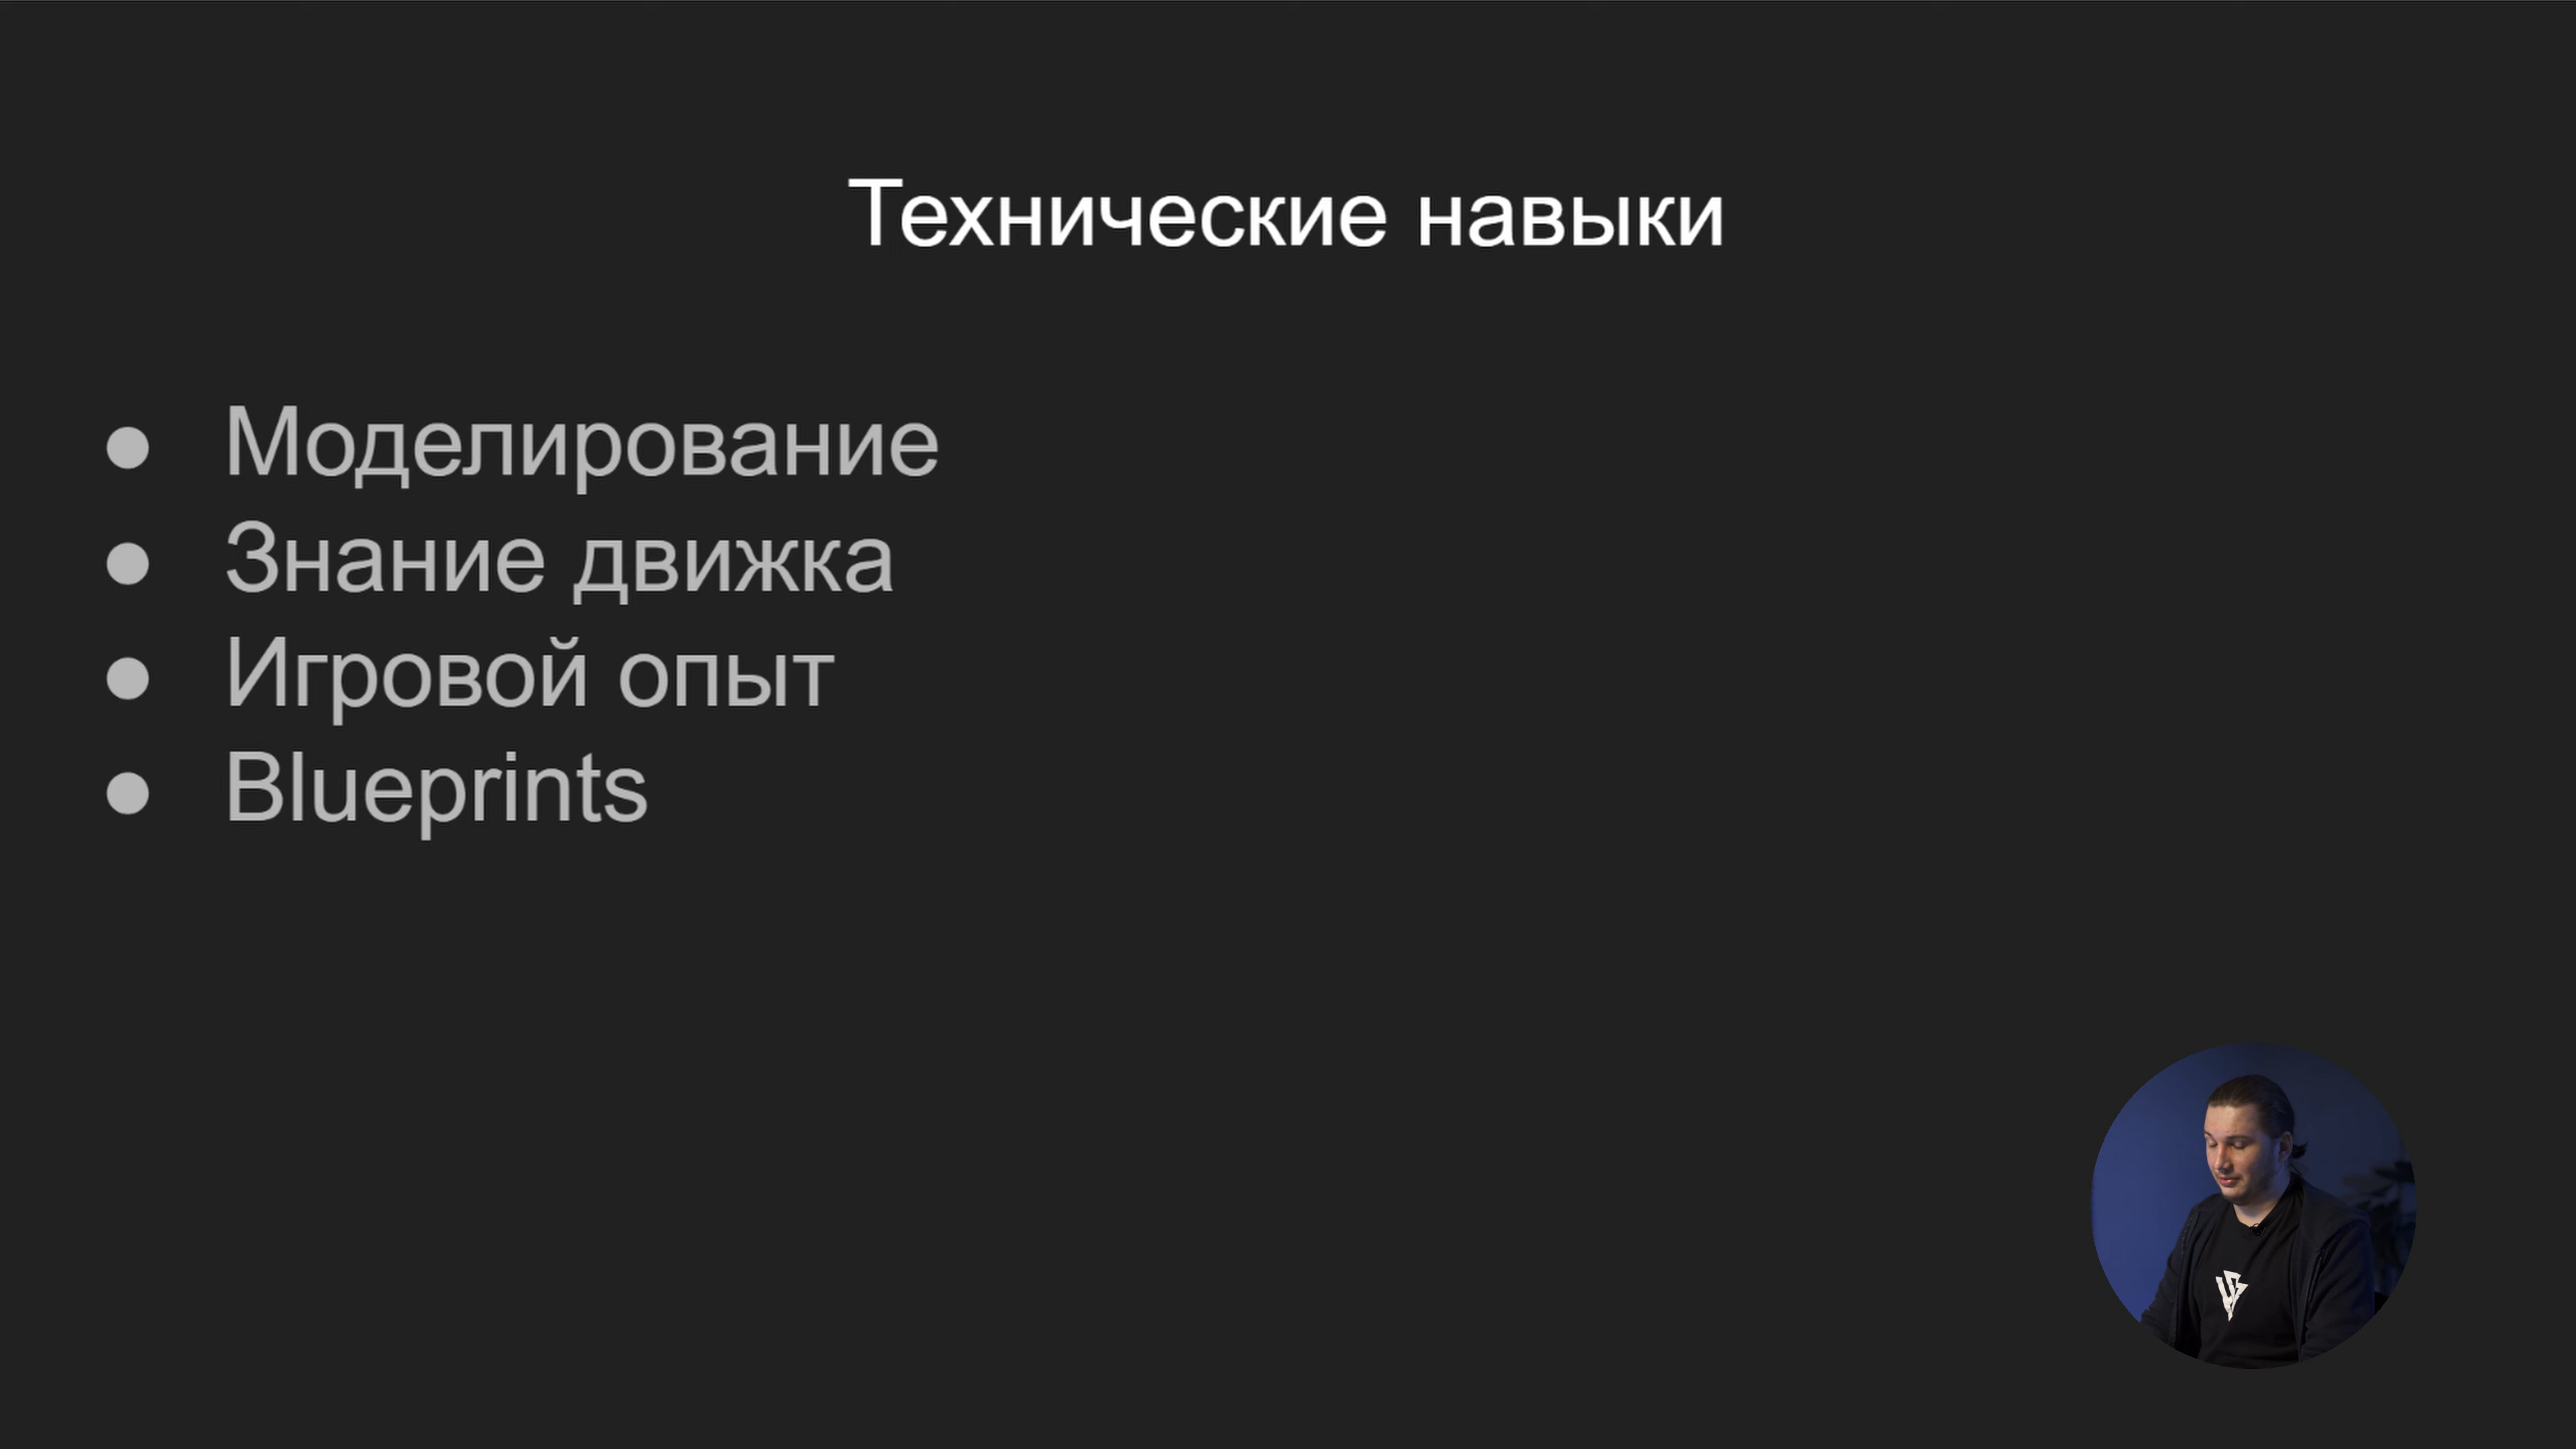 Технические навыки
Моделирование
Знание движка
Игровой опыт
Blueprints